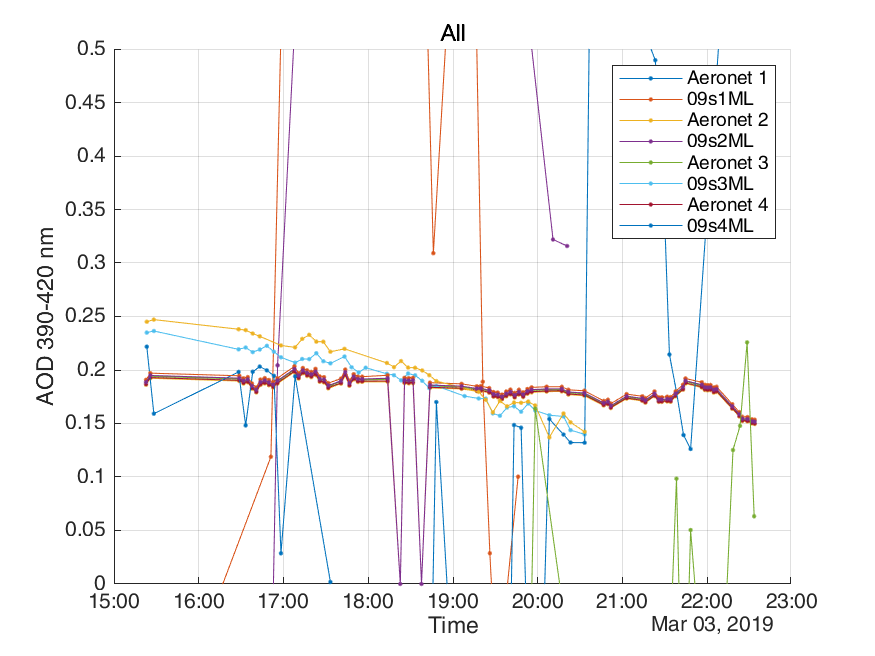 All
0.5
0.45
0.4
0.35
0.3
0.25
0.2
0.15
0.1
0.05
0
AOD 390-420 nm
Aeronet 1
09s1ML
Aeronet 2
09s2ML
Aeronet 3
09s3ML
Aeronet 4
09s4ML
15:00 16:00 17:00 18:00 19:00 20:00 21:00 22:00 23:00
Time
Mar 03, 2019